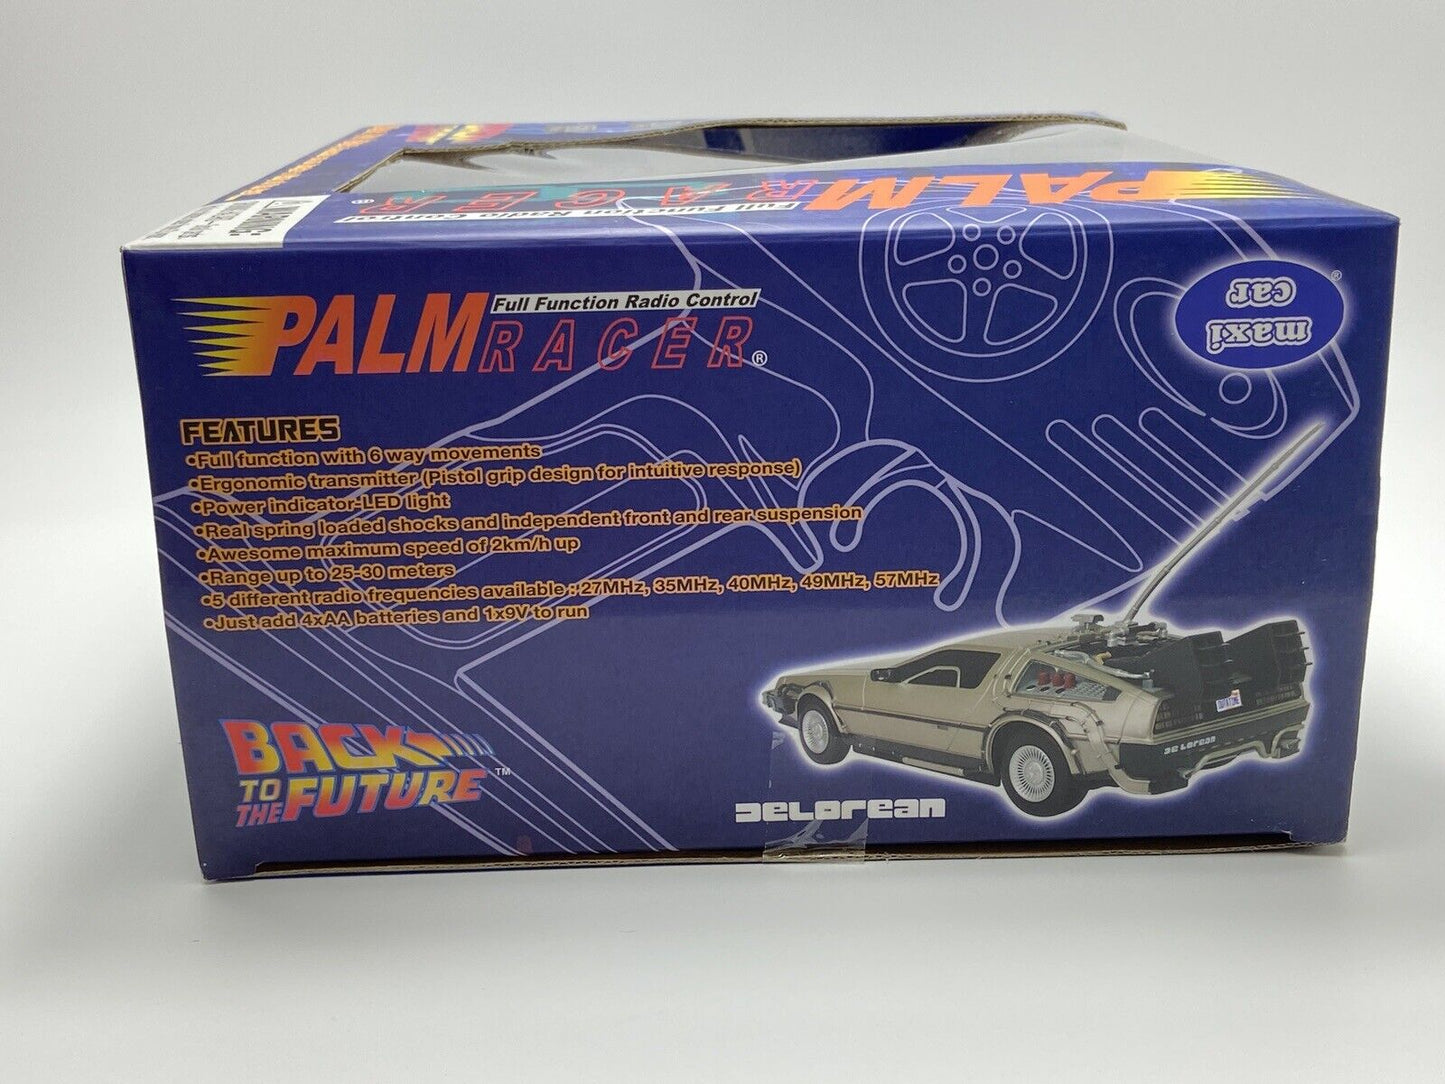 PALM
RACER®
Full Function Radio Control
maxi
car
®
PALM
Full Function Radio Control
RACER®
FEATURES
•Full function with 6 way movements
•Ergonomic transmitter (Pistol grip design for intuitive response)
•Power indicator-LED light
•Real spring loaded shocks and independent front and rear suspension
•Awesome maximum speed of 2km/h up
•Range up to 25-30 meters
•5 different radio frequencies available : 27MHz, 35MHz, 40MHz, 49MHz, 57MHz
•Just add 4xAA batteries and 1x9V to run
BACK
TO THE
FUTURE™
DELOREAN
OUTATIME
DELOREAN